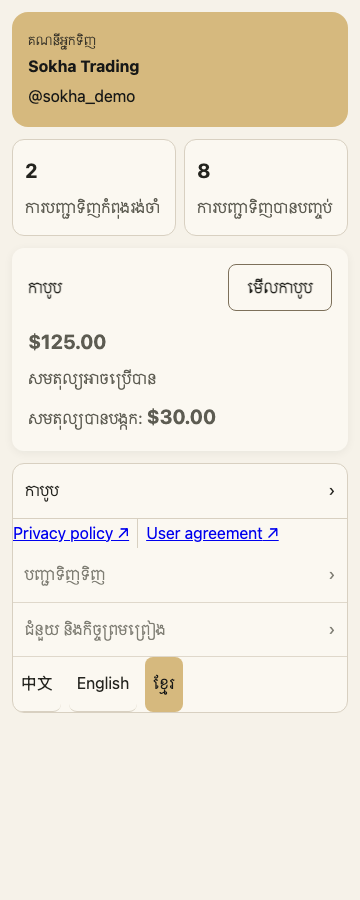 គណនីអ្នកទិញ
Sokha Trading
@sokha_demo
2
ការបញ្ជាទិញកំពុងរង់ចាំ
8
ការបញ្ជាទិញបានបញ្ចប់
កាបូប
មើលកាបូប
$125.00
សមតុល្យអាចប្រើបាន
សមតុល្យបានបង្កក: $30.00
កាបូប ›
Privacy policy ↗ User agreement ↗
បញ្ជាទិញទិញ ›
ជំនួយ និងកិច្ចព្រមព្រៀង ›
中文 English ខ្មែរ